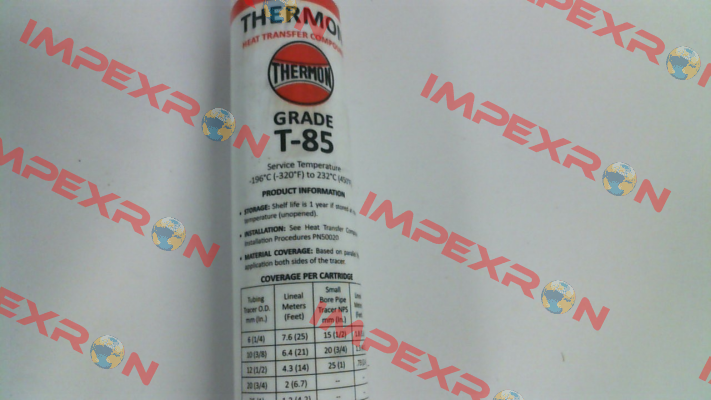 THERMON
HEAT TRANSFER COMPOUND
THERMON
GRADE
T-85
Service Temperature
-196°C (-320°F) to 232°C (450°F)
PRODUCT INFORMATION
• STORAGE: Shelf life is 1 year if stored at
temperature (unopened).
• INSTALLATION: See Heat Transfer
Installation Procedures PN50020
• MATERIAL COVERAGE: Based on
application both sides of the tracer.
COVERAGE PER CARTRIDGE
Tubing Tracer O.D. mm (in.) Lineal Meters (Feet) Small Bore Pipe Tracer NPS mm (in.)
6 (1/4) 7.6 (25) 15 (1/2)
10 (3/8) 6.4 (21) 20 (3/4)
12 (1/2) 4.3 (14) 25 (1)
20 (3/4) 2 (6.7) --
IMPEXRON
IMPEXRON
IMPEXRON
IMPEXRON
IMPEXRON
IMPEXRON